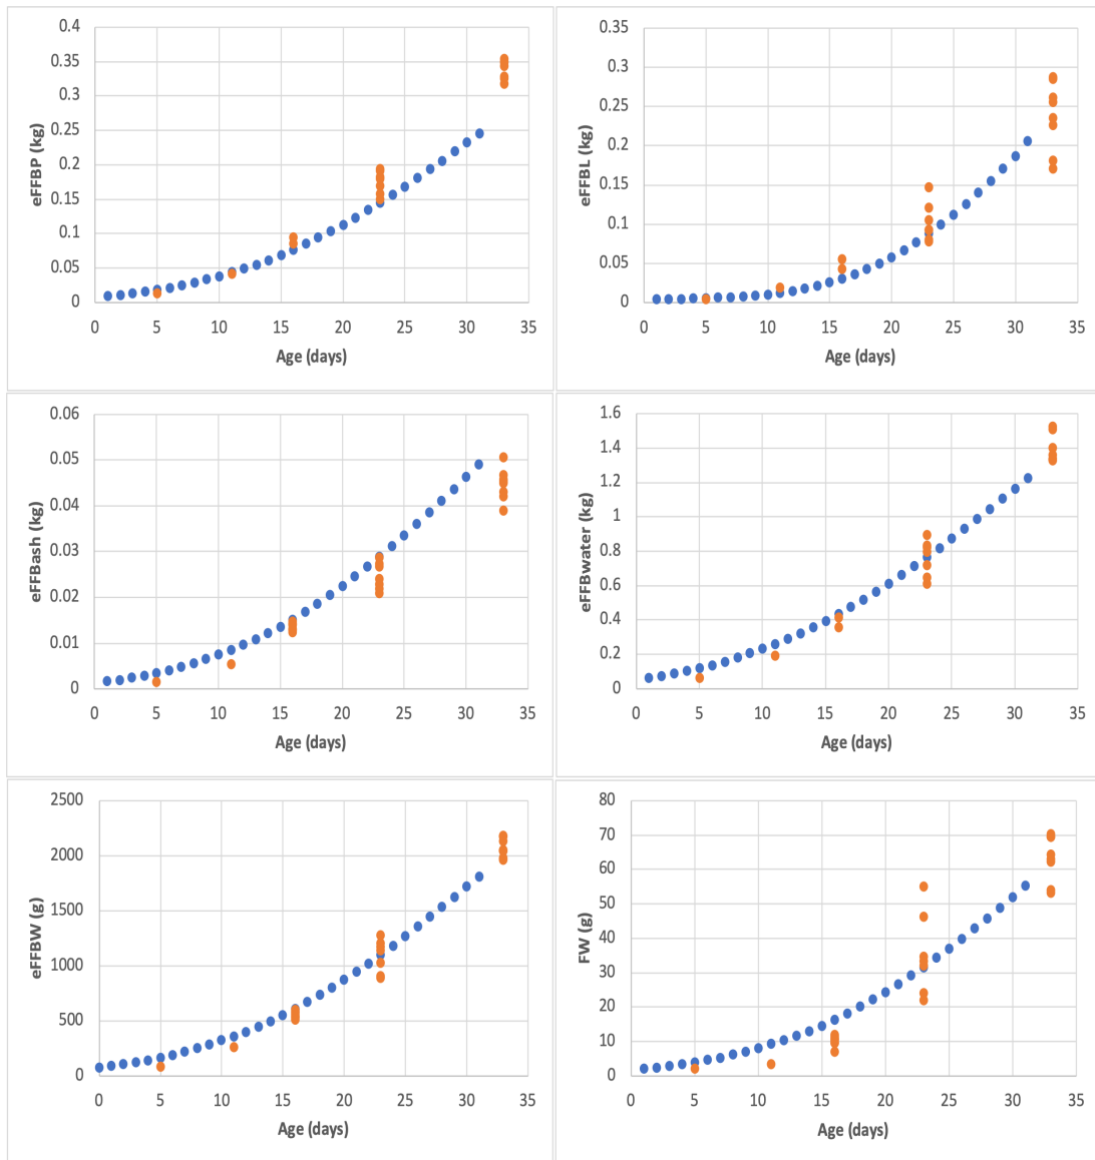 0.4
0.35
0.3
0.25
0.2
0.15
0.1
0.05
0
eFFBP (kg)
0 5 10 15 20 25 30 35
Age (days)
0.35
0.3
0.25
0.2
0.15
0.1
0.05
0
eFFBL (kg)
0 5 10 15 20 25 30 35
Age (days)
0.06
0.05
0.04
0.03
0.02
0.01
0
eFFBash (kg)
0 5 10 15 20 25 30 35
Age (days)
1.6
1.4
1.2
1
0.8
0.6
0.4
0.2
0
eFFBwater (kg)
0 5 10 15 20 25 30 35
Age (days)
2500
2000
1500
1000
500
0
eFFBW (g)
0 5 10 15 20 25 30 35
Age (days)
80
70
60
50
40
30
20
10
0
FW (g)
0 5 10 15 20 25 30 35
Age (days)